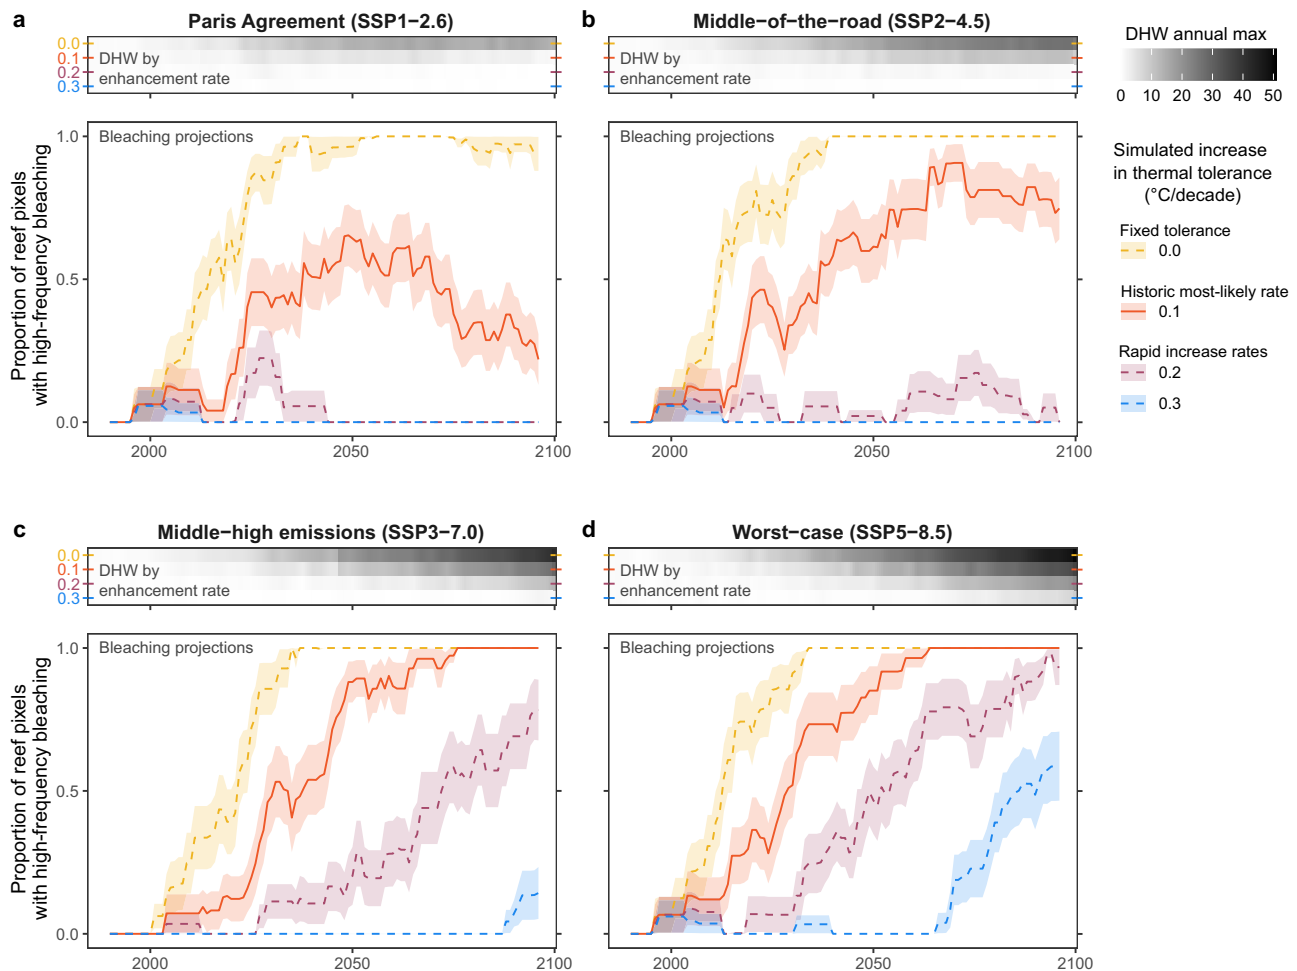 a
Paris Agreement (SSP1−2.6)
0.0
0.1
0.2
0.3
DHW by
enhancement rate
2000
2050
2100
Bleaching projections
1.0
0.5
0.0
Proportion of reef pixels
with high-frequency bleaching
b
Middle−of−the−road (SSP2−4.5)
DHW by
enhancement rate
Bleaching projections
2000
2050
2100
DHW annual max
0 10 20 30 40 50
Simulated increase
in thermal tolerance
(°C/decade)
Fixed tolerance
0.0
Historic most-likely rate
0.1
Rapid increase rates
0.2
0.3
c
Middle−high emissions (SSP3−7.0)
0.0
0.1
0.2
0.3
DHW by
enhancement rate
Bleaching projections
1.0
0.5
0.0
Proportion of reef pixels
with high-frequency bleaching
2000
2050
2100
d
Worst−case (SSP5−8.5)
DHW by
enhancement rate
Bleaching projections
2000
2050
2100